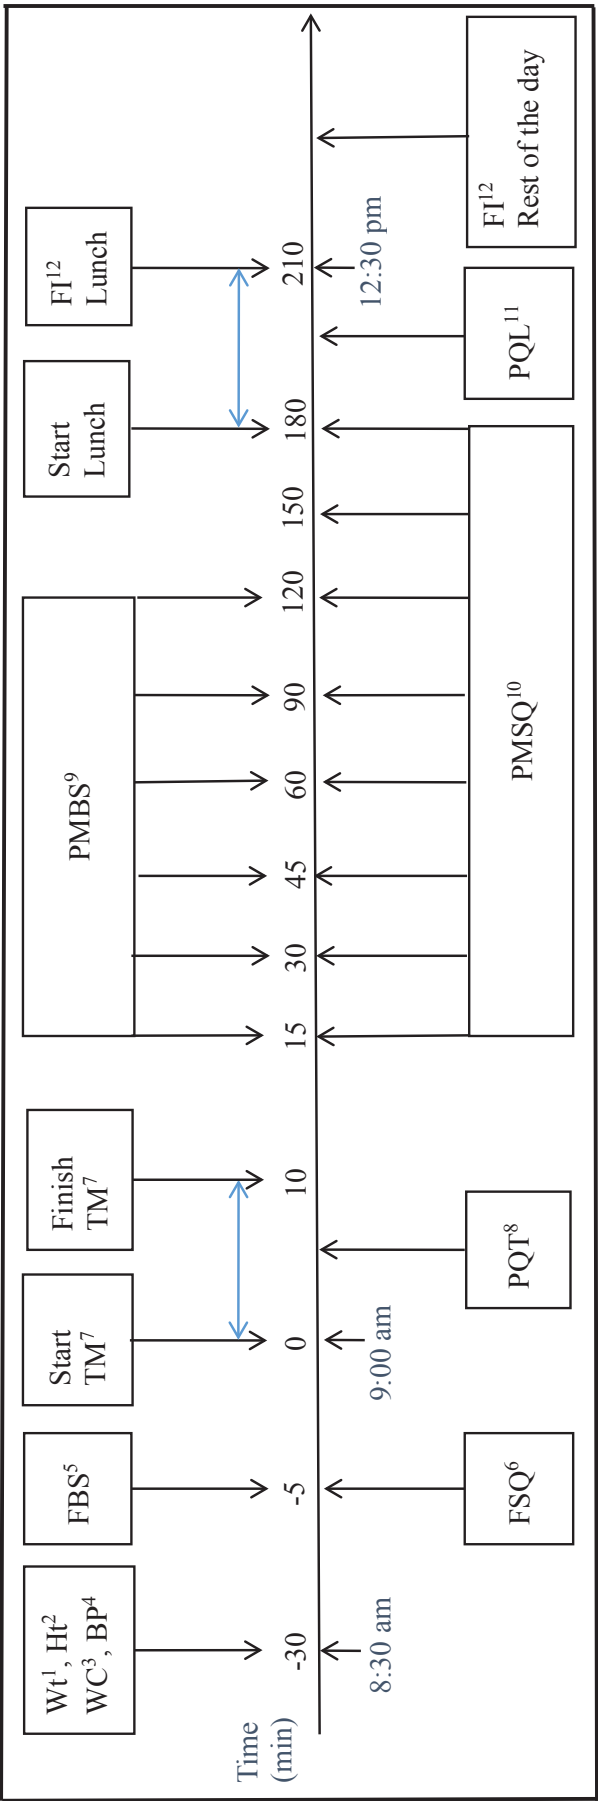 Wt¹, Ht²
WC³, BP⁴
FBS⁵
Start
TM⁷
Finish
TM⁷
PMBS⁹
Start
Lunch
FI¹²
Lunch
Time
(min)
-30
-5
0
10
15
30
45
60
90
120
150
180
210
8:30 am
9:00 am
12:30 pm
FSQ⁶
PQT⁸
PMSQ¹⁰
PQL¹¹
FI¹²
Rest of the day